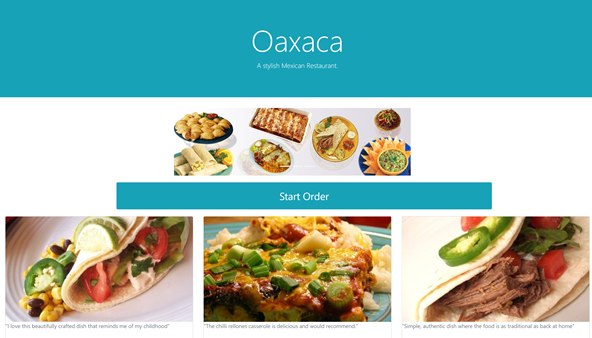 Oaxaca
A stylish Mexican Restaurant.
Start Order
"I love this beautifully crafted dish that reminds me of my childhood"
"The chilli rellones casserole is delicious and would recommend."
"Simple, authentic dish where the food is as traditional as back at home"